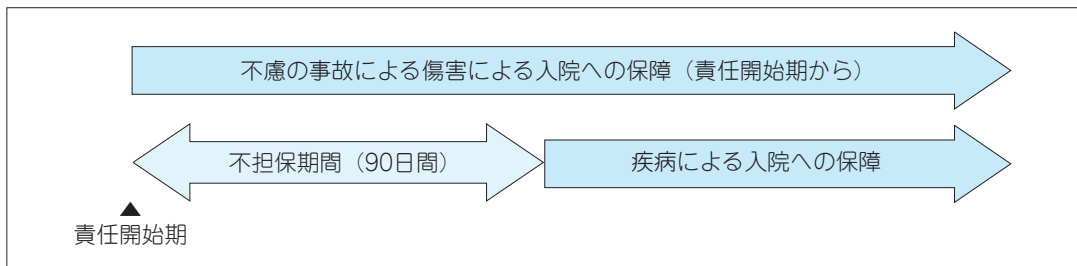 不慮の事故による傷害による入院への保障（責任開始期から）
不担保期間（90日間）
疾病による入院への保障
責任開始期